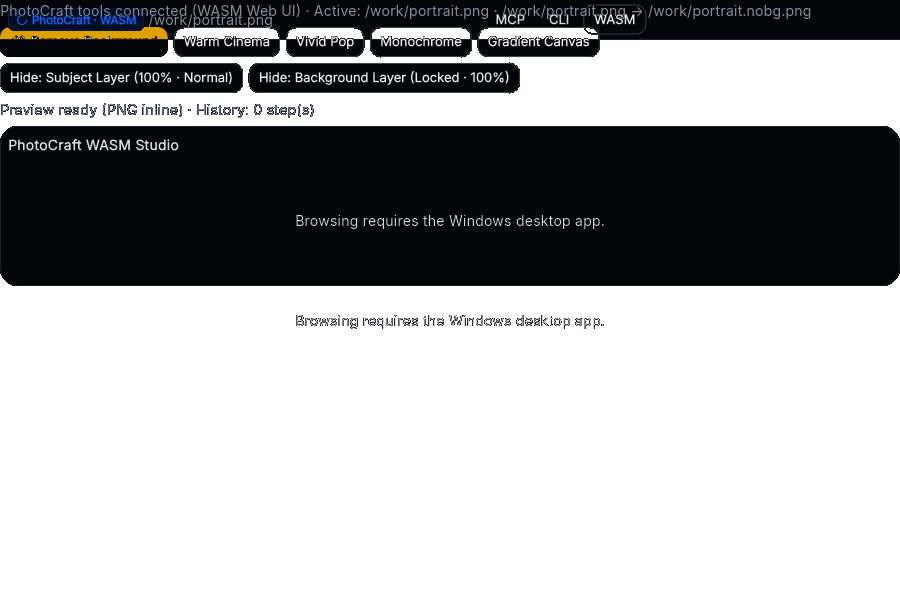 PhotoCraft tools connected (WASM Web UI) · Active: /work/portrait.png · /work/portrait.png → /work/portrait.nobg.png
PhotoCraft · WASM /work/portrait.png MCP CLI WASM
Remove Background Warm Cinema Vivid Pop Monochrome Gradient Canvas
Hide: Subject Layer (100% · Normal) Hide: Background Layer (Locked · 100%)
Preview ready (PNG inline) · History: 0 step(s)
PhotoCraft WASM Studio
Browsing requires the Windows desktop app.
Browsing requires the Windows desktop app.